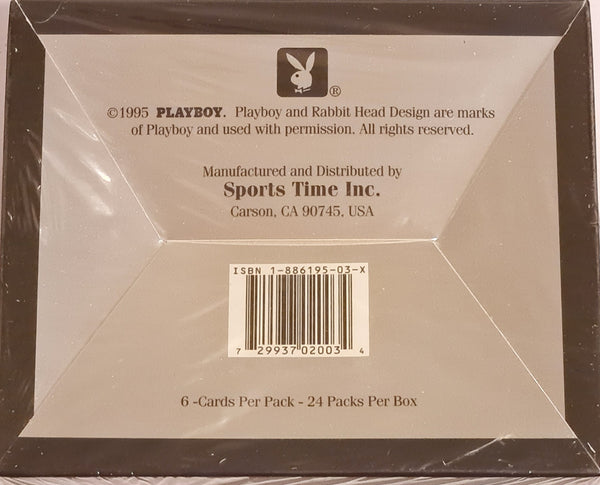 ®
©1995 PLAYBOY. Playboy and Rabbit Head Design are marks
of Playboy and used with permission. All rights reserved.
Manufactured and Distributed by
Sports Time Inc.
Carson, CA 90745, USA
ISBN 1-886195-03-X
7 29937 02003 4
6 -Cards Per Pack - 24 Packs Per Box